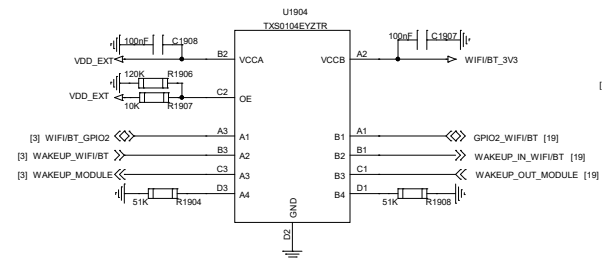 U1904
TXS0104EYZTR
100nF C1908
100nF C1907
VDD_EXT B2 VCCA VCCB A2 WIFI/BT_3V3
120K R1906
[
VDD_EXT C2 OE
10K R1907
[3] WIFI/BT_GPIO2 A3 A1 B1 A1 GPIO2_WIFI/BT [19]
[3] WAKEUP_WIFI/BT B3 A2 B2 B1 WAKEUP_IN_WIFI/BT [19]
[3] WAKEUP_MODULE C3 A3 B3 C1 WAKEUP_OUT_MODULE [19]
D3 A4 B4 D1
51K R1904 51K R1908
GND
D2